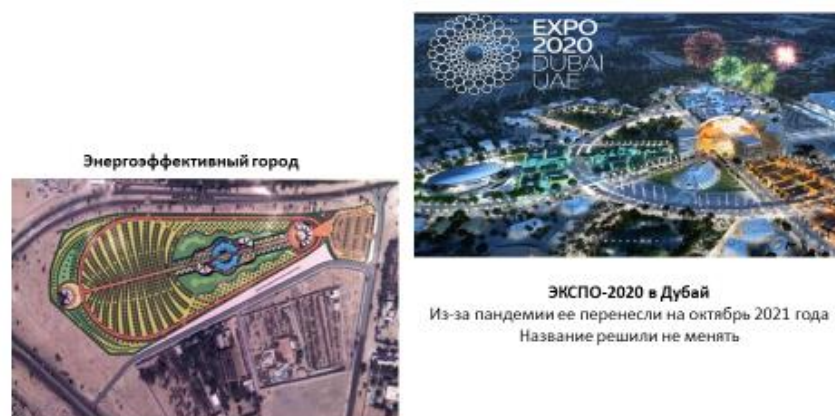 EXPO
2020
DUBAI
UAE
Энергоэффективный город
ЭКСПО-2020 в Дубай
Из-за пандемии ее перенесли на октябрь 2021 года
Название решили не менять